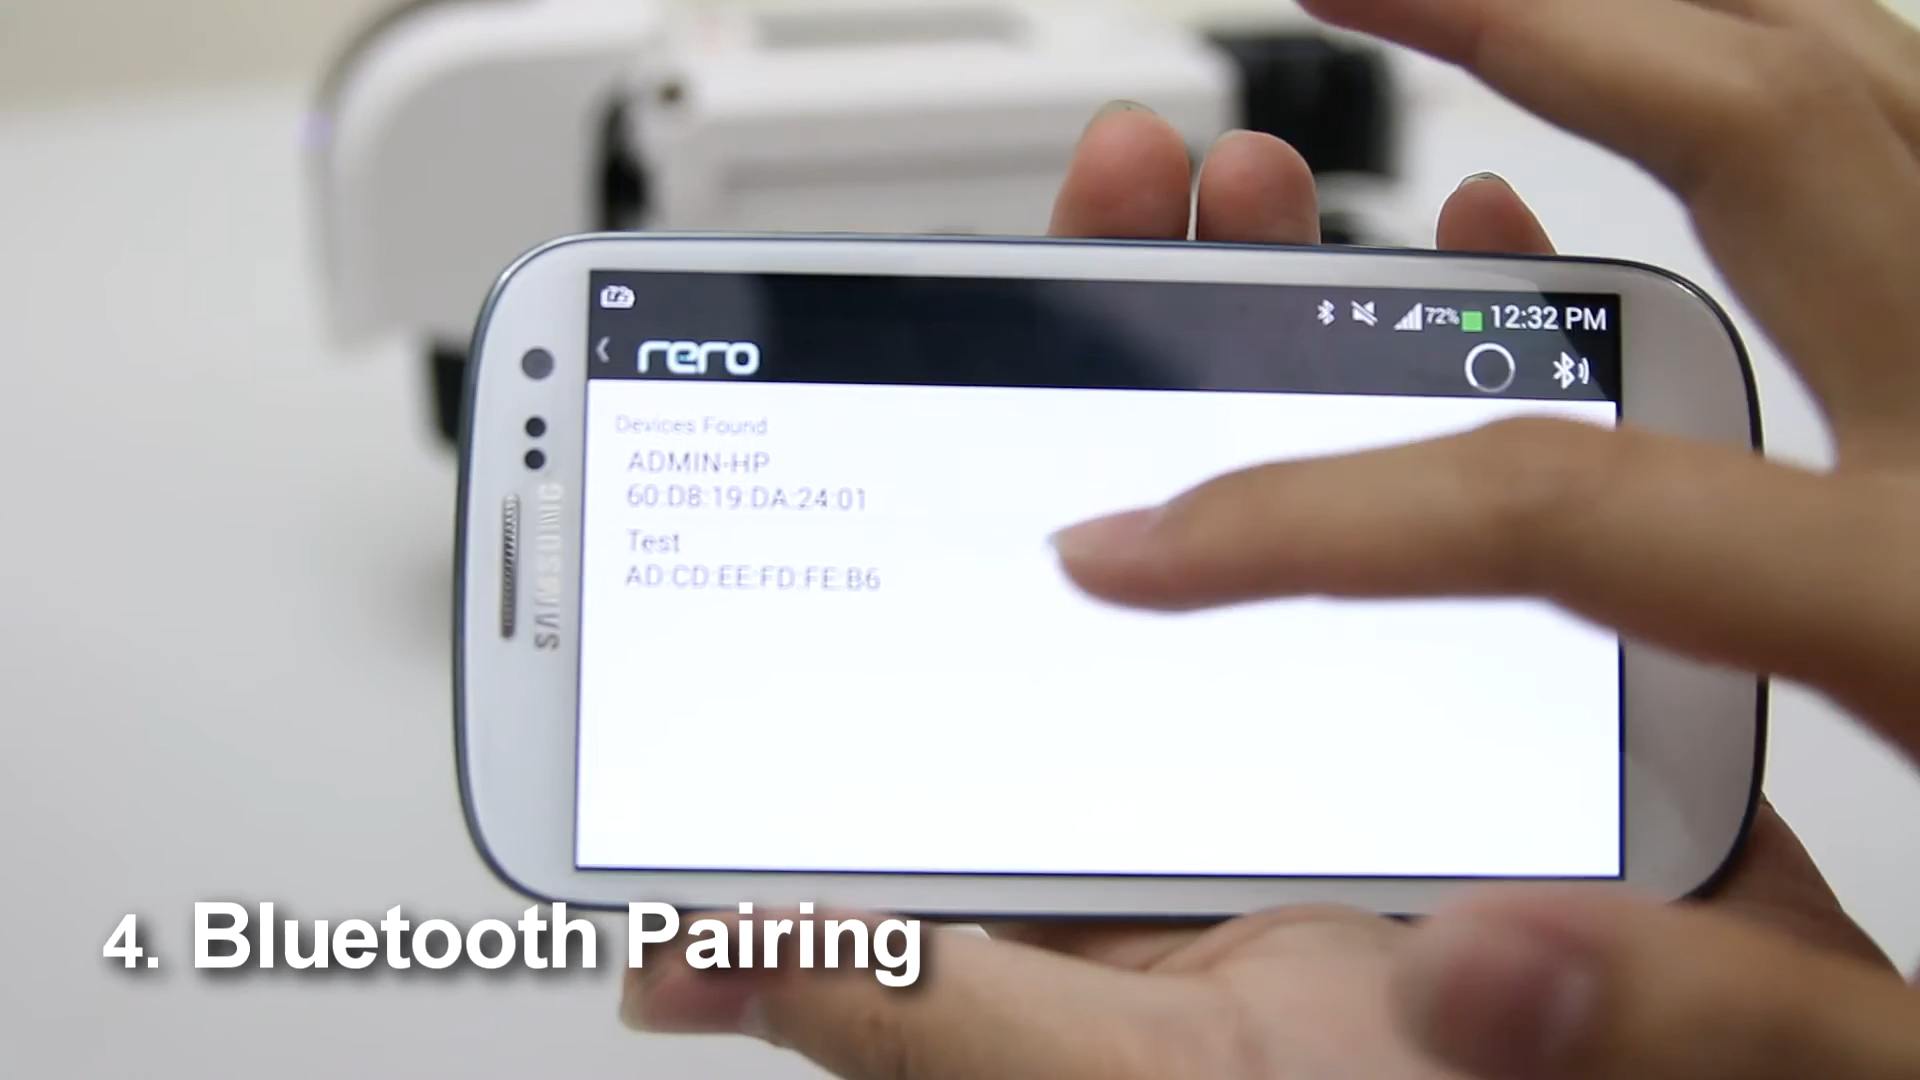 72% 12:32 PM
rero
Devices Found
ADMIN-HP
60:D8:19:DA:24:01
Test
AD:CD:EE:FD:FE:B6
SAMSUNG
4. Bluetooth Pairing